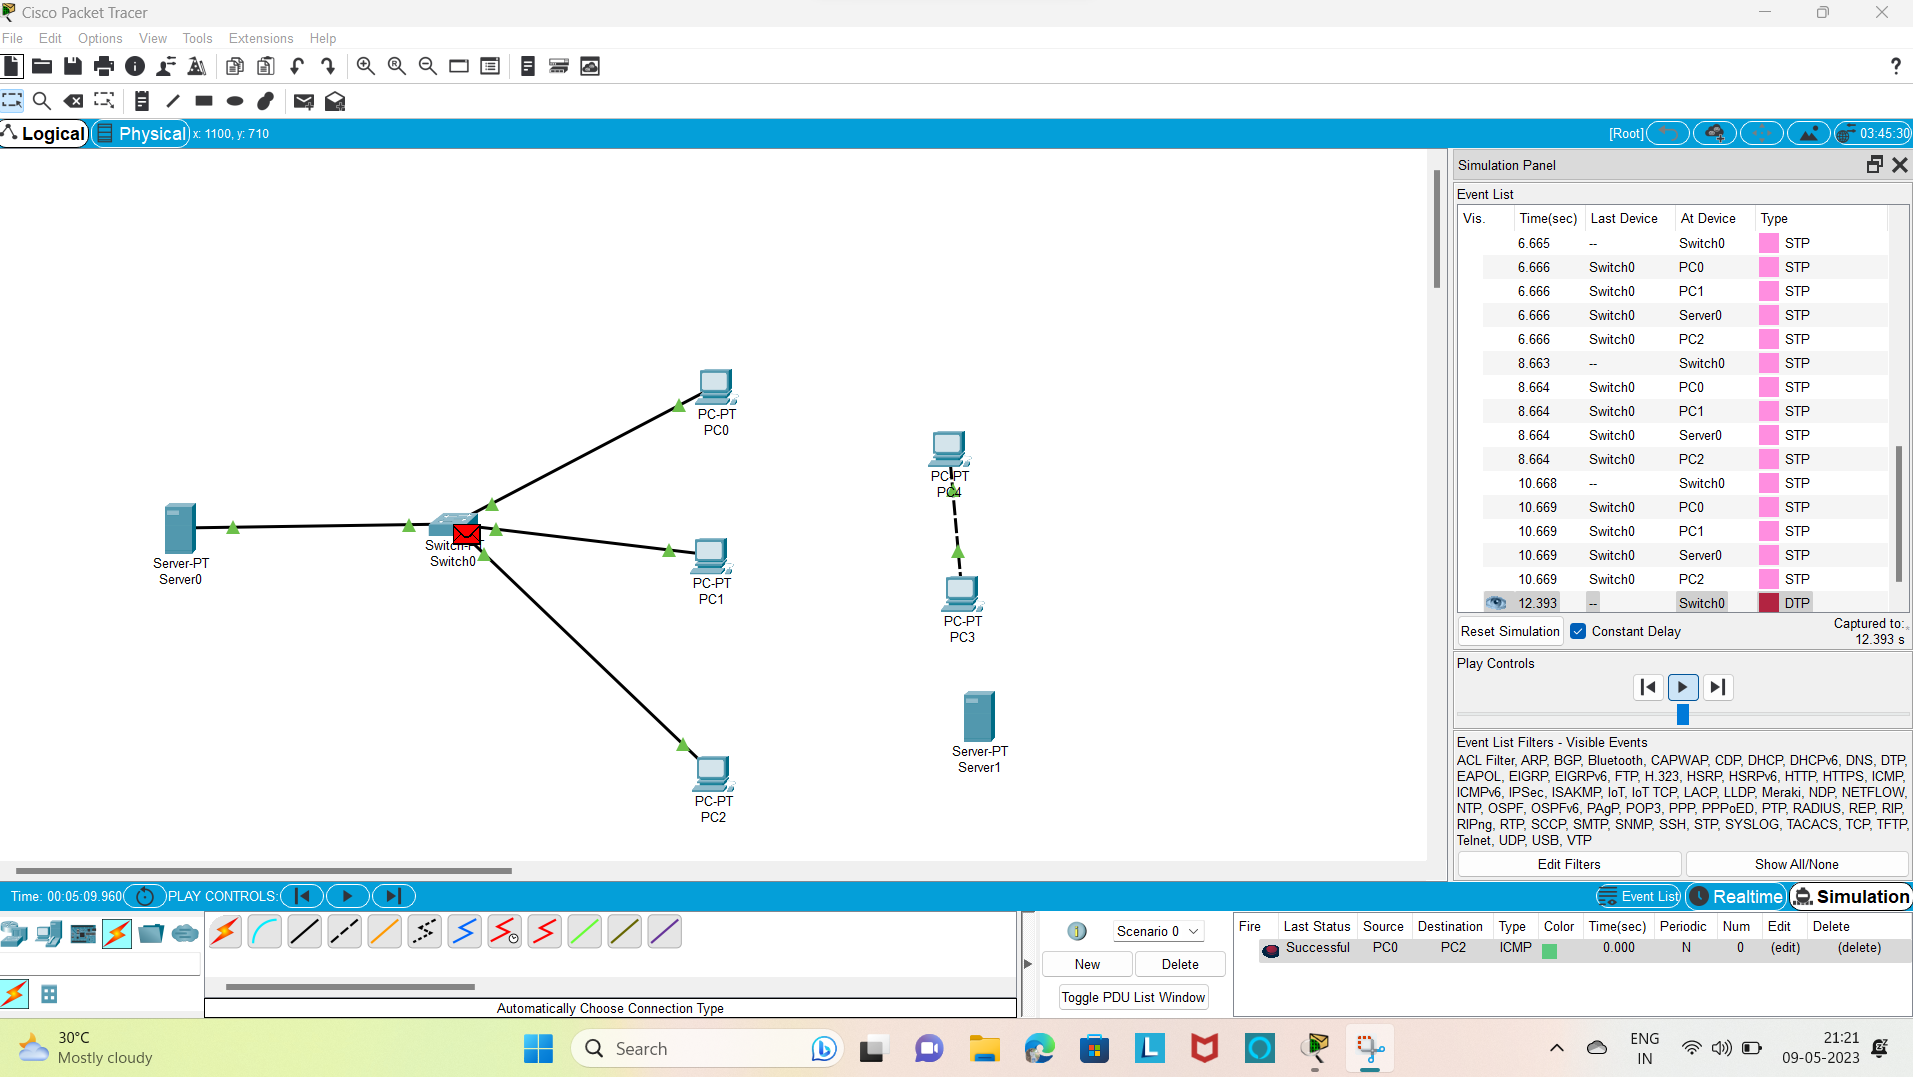 Cisco Packet Tracer
File Edit Options View Tools Extensions Help
?
Logical Physical x: 1100, y: 710 [Root] 03:45:30
Simulation Panel
Event List
Vis. Time(sec) Last Device At Device Type
6.665 -- Switch0 STP
6.666 Switch0 PC0 STP
6.666 Switch0 PC1 STP
6.666 Switch0 Server0 STP
6.666 Switch0 PC2 STP
8.663 -- Switch0 STP
8.664 Switch0 PC0 STP
8.664 Switch0 PC1 STP
8.664 Switch0 Server0 STP
8.664 Switch0 PC2 STP
10.668 -- Switch0 STP
10.669 Switch0 PC0 STP
10.669 Switch0 PC1 STP
10.669 Switch0 Server0 STP
10.669 Switch0 PC2 STP
12.393 -- Switch0 DTP
Reset Simulation Constant Delay Captured to:
12.393 s
Play Controls
Event List Filters - Visible Events
ACL Filter, ARP, BGP, Bluetooth, CAPWAP, CDP, DHCP, DHCPv6, DNS, DTP,
EAPOL, EIGRP, EIGRPv6, FTP, H.323, HSRP, HSRPv6, HTTP, HTTPS, ICMP,
ICMPv6, IPSec, ISAKMP, IoT, IoT TCP, LACP, LLDP, Meraki, NDP, NETFLOW,
NTP, OSPF, OSPFv6, PAgP, POP3, PPP, PPPoED, PTP, RADIUS, REP, RIP,
RIPng, RTP, SCCP, SMTP, SNMP, SSH, STP, SYSLOG, TACACS, TCP, TFTP,
Telnet, UDP, USB, VTP
Edit Filters Show All/None
PC-PT
PC0
PC-PT
PC4
Server-PT
Server0
Switch-PT
Switch0
PC-PT
PC1
PC-PT
PC3
Server-PT
Server1
PC-PT
PC2
Time: 00:05:09.960 PLAY CONTROLS: Event List Realtime Simulation
Scenario 0
New Delete
Toggle PDU List Window
Fire Last Status Source Destination Type Color Time(sec) Periodic Num Edit Delete
Successful PC0 PC2 ICMP 0.000 N 0 (edit) (delete)
Automatically Choose Connection Type
30°C
Mostly cloudy
Search
ENG
IN
21:21
09-05-2023